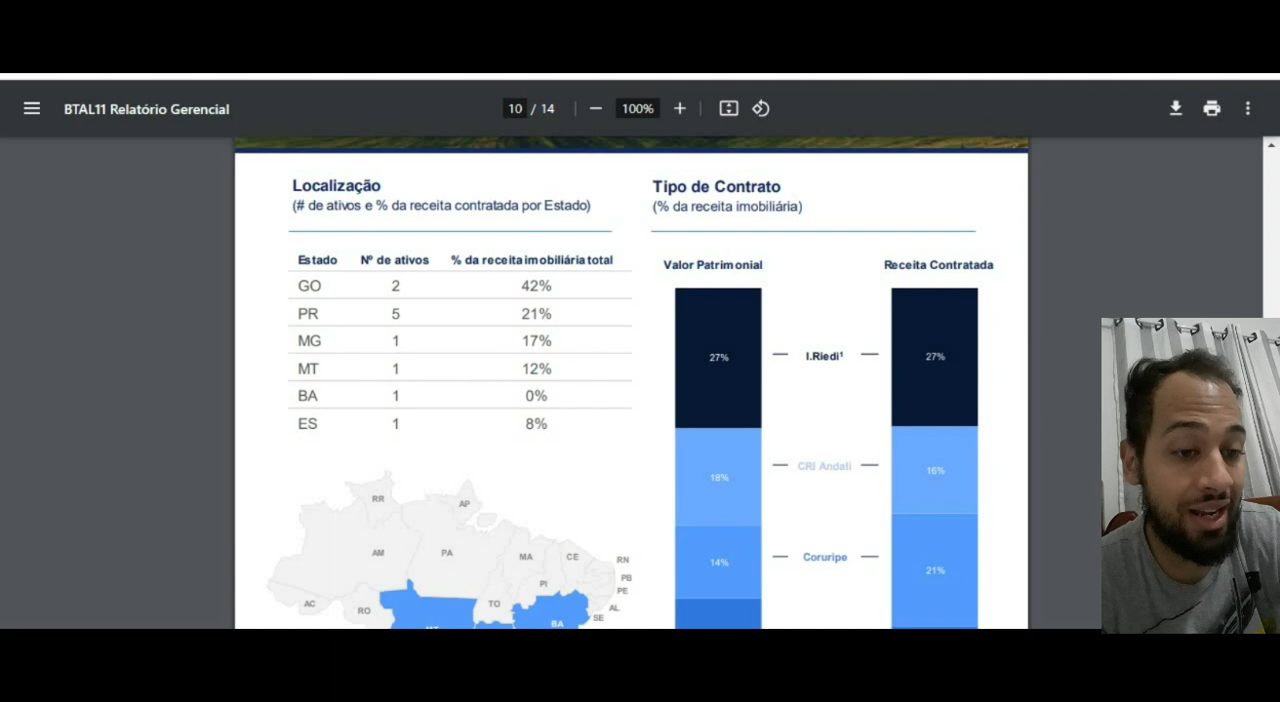 BTAL11 Relatório Gerencial
10 / 14
100%
Localização
(# de ativos e % da receita contratada por Estado)
Estado Nº de ativos % da receita imobiliária total
GO 2 42%
PR 5 21%
MG 1 17%
MT 1 12%
BA 1 0%
ES 1 8%
RR
AP
AM
PA
MA
CE
RN
PB
PI
PE
AC
RO
TO
AL
SE
MT
BA
Tipo de Contrato
(% da receita imobiliária)
Valor Patrimonial Receita Contratada
27% I.Riedi¹ 27%
18% CRI Andali 16%
14% Coruripe 21%